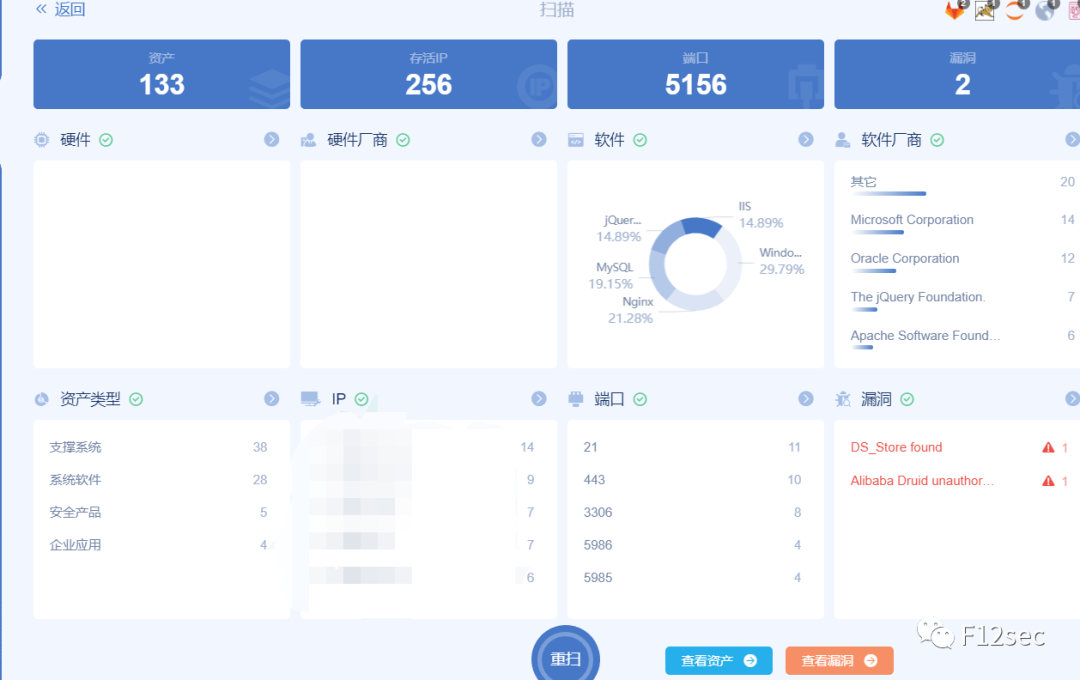 返回
扫描
2
1
1
1
资产
133
存活IP
256
端口
5156
漏洞
2
硬件
硬件厂商
软件
软件厂商
IIS
14.89%
jQuer...
14.89%
Windo...
29.79%
MySQL
19.15%
Nginx
21.28%
其它 20
Microsoft Corporation 14
Oracle Corporation 12
The jQuery Foundation. 7
Apache Software Found... 6
资产类型
IP
端口
漏洞
支撑系统 38
系统软件 28
安全产品 5
企业应用 4
14
9
7
7
6
21 11
443 10
3306 8
5986 4
5985 4
DS_Store found 1
Alibaba Druid unauthor... 1
重扫
查看资产
查看漏洞
F12sec